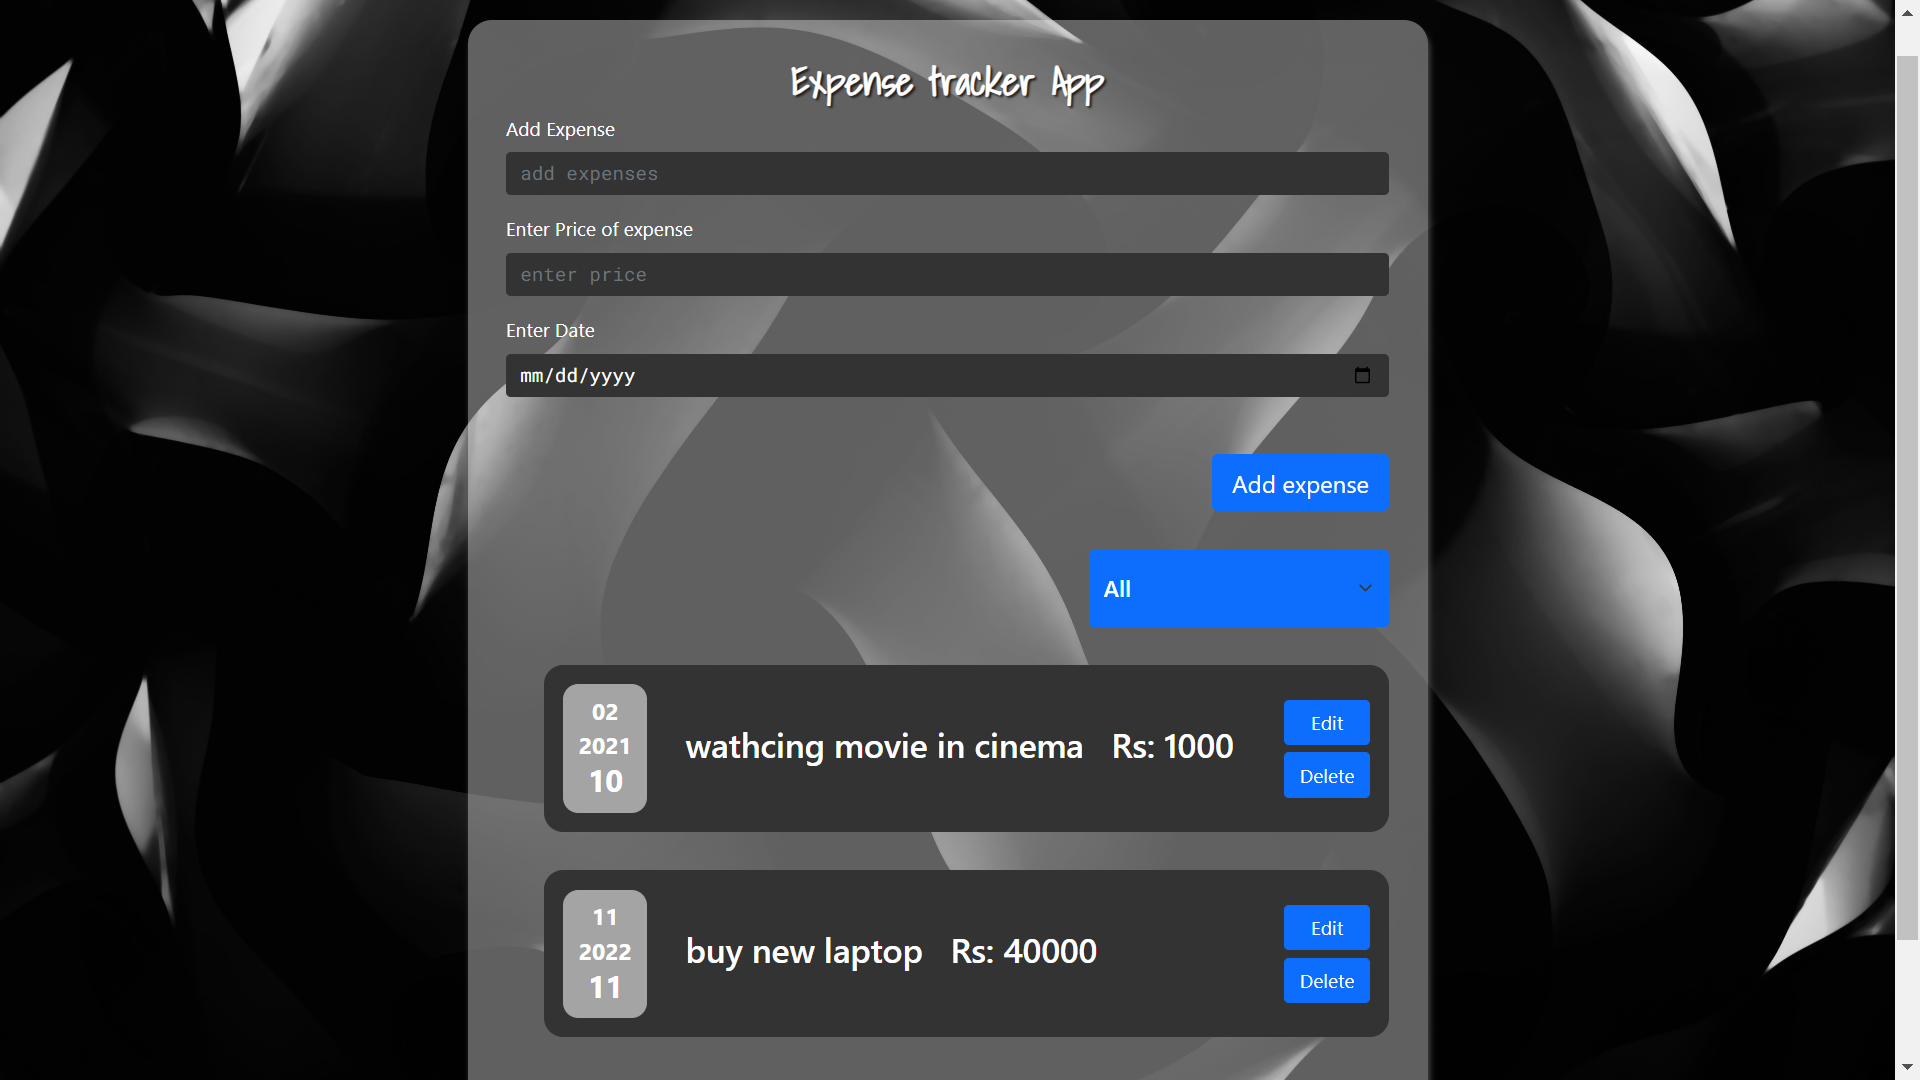 Expense tracker App
Add Expense
add expenses
Enter Price of expense
enter price
Enter Date
mm/dd/yyyy
Add expense
All
02
2021
10
wathcing movie in cinema Rs: 1000
Edit
Delete
11
2022
11
buy new laptop Rs: 40000
Edit
Delete